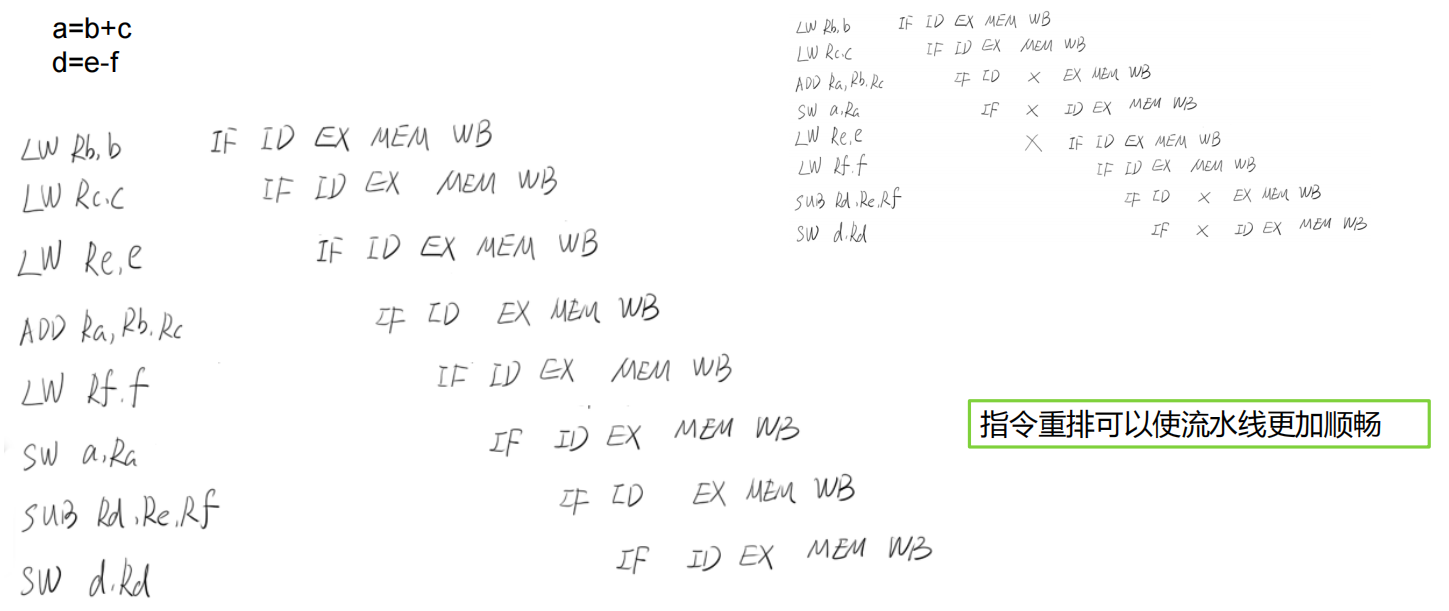 a=b+c
d=e-f
LW Rb,b IF ID EX MEM WB
LW Rc.c IF ID EX MEM WB
LW Re,e IF ID EX MEM WB
ADD Ra,Rb.Rc IF ID EX MEM WB
LW Rf.f IF ID EX MEM WB
SW a,Ra IF ID EX MEM WB
SUB Rd,Re,Rf IF ID EX MEM WB
SW d.Rd IF ID EX MEM WB
LW Rb,b IF ID EX MEM WB
LW Rc.c IF ID EX MEM WB
ADD Ra,Rb.Rc IF ID X EX MEM WB
SW a,Ra IF X ID EX MEM WB
LW Re,e X IF ID EX MEM WB
LW Rf.f IF ID EX MEM WB
SUB Rd,Re,Rf IF ID X EX MEM WB
SW d.Rd IF X ID EX MEM WB
指令重排可以使流水线更加顺畅